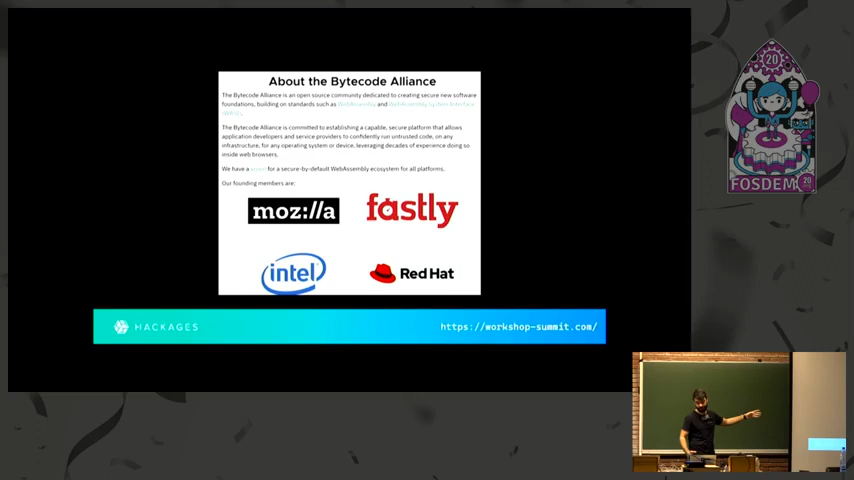 About the Bytecode Alliance
The Bytecode Alliance is an open source community dedicated to creating secure new software
foundations, building on standards such as WebAssembly and WebAssembly System Interface
(WASI).
The Bytecode Alliance is committed to establishing a capable, secure platform that allows
application developers and service providers to confidently run untrusted code, on any
infrastructure, for any operating system or device, leveraging decades of experience doing so
inside web browsers.
We have a vision for a secure-by-default WebAssembly ecosystem for all platforms.
Our founding members are:
moz://a
fastly
intel
Red Hat
HACKAGES
https://workshop-summit.com/
20
FOSDEM
20